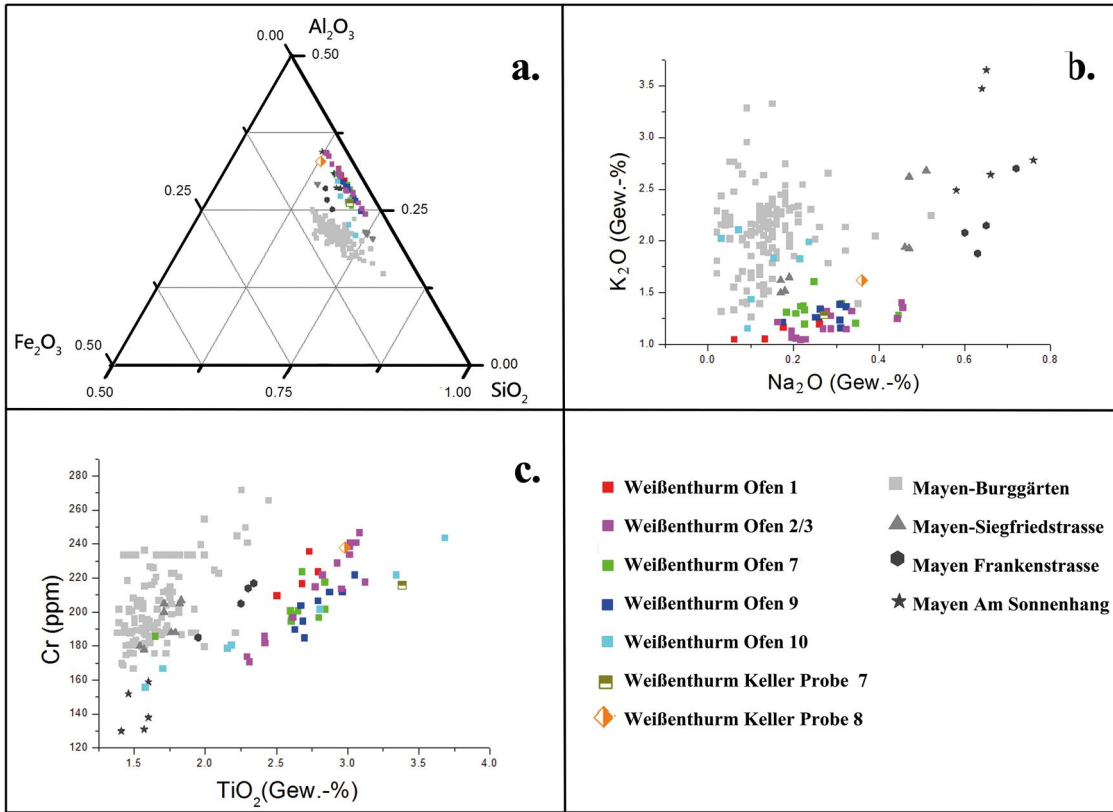 a.
Al₂O₃
0.00
0.50
0.25
0.25
Fe₂O₃
0.50
0.00
SiO₂
0.50
0.75
1.00
b.
K₂O (Gew.-%)
3.5
3.0
2.5
2.0
1.5
1.0
0.0
0.2
0.4
0.6
0.8
Na₂O (Gew.-%)
c.
Cr (ppm)
280
260
240
220
200
180
160
140
120
1.5
2.0
2.5
3.0
3.5
4.0
TiO₂(Gew.-%)
Weißenthurm Ofen 1
Weißenthurm Ofen 2/3
Weißenthurm Ofen 7
Weißenthurm Ofen 9
Weißenthurm Ofen 10
Weißenthurm Keller Probe 7
Weißenthurm Keller Probe 8
Mayen-Burggärten
Mayen-Siegfriedstrasse
Mayen Frankenstrasse
Mayen Am Sonnenhang